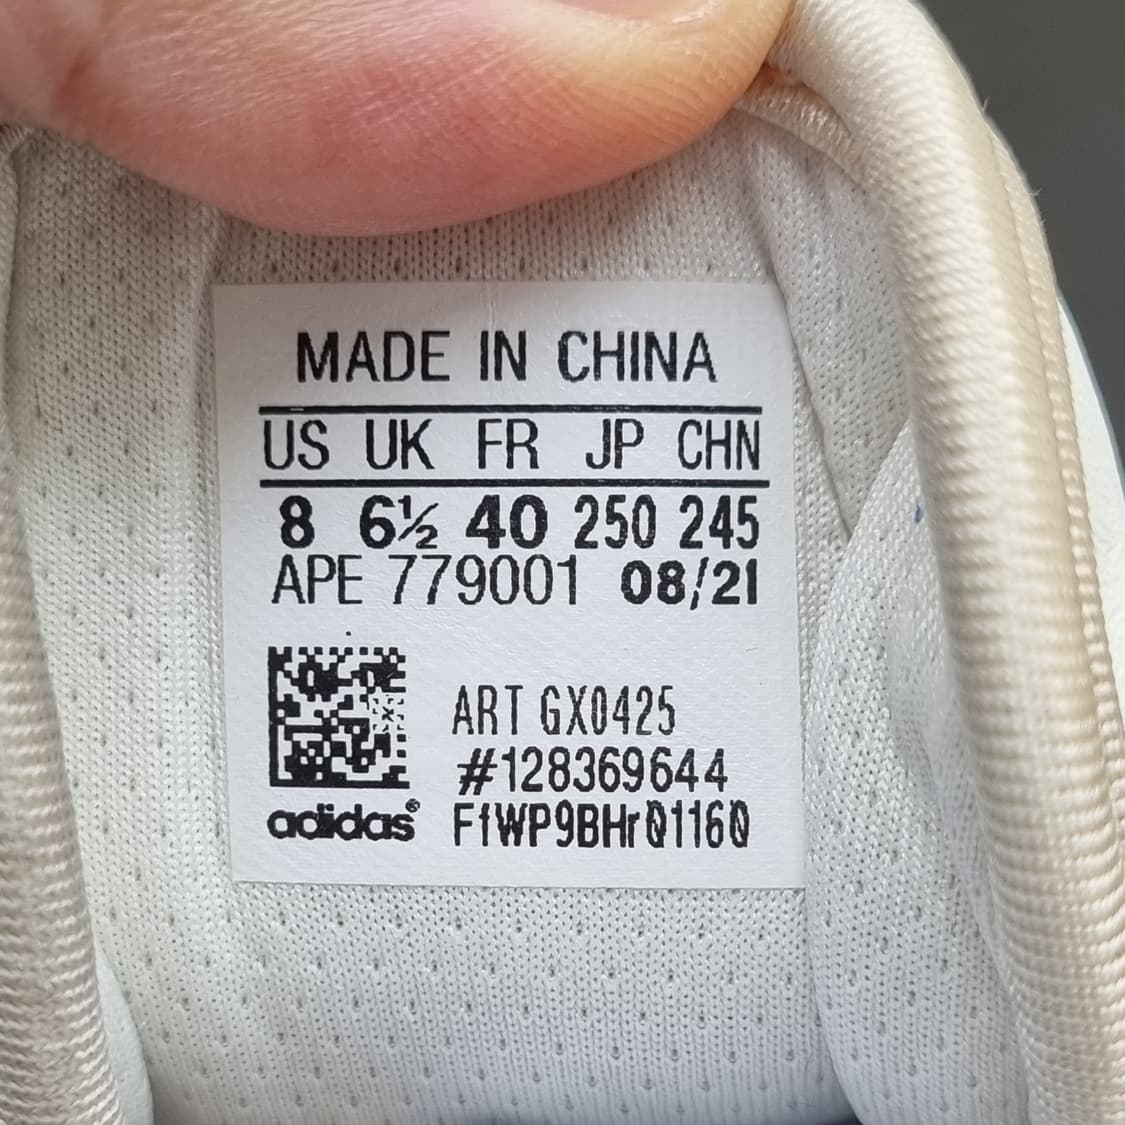 MADE IN CHINA
US UK FR JP CHN
8 6½ 40 250 245
APE 779001 08/21
ART GX0425
#128369644
adidas® F1WP9BHr01160